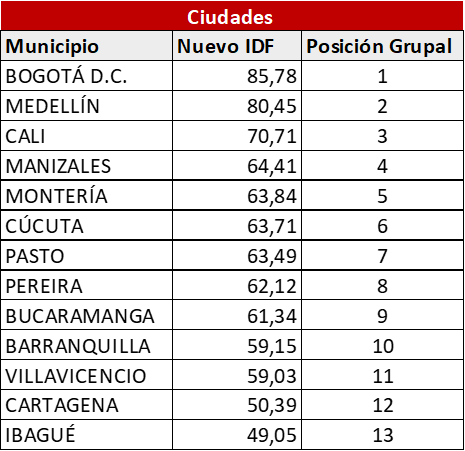 Ciudades
Municipio Nuevo IDF Posición Grupal
BOGOTÁ D.C. 85,78 1
MEDELLÍN 80,45 2
CALI 70,71 3
MANIZALES 64,41 4
MONTERÍA 63,84 5
CÚCUTA 63,71 6
PASTO 63,49 7
PEREIRA 62,12 8
BUCARAMANGA 61,34 9
BARRANQUILLA 59,15 10
VILLAVICENCIO 59,03 11
CARTAGENA 50,39 12
IBAGUÉ 49,05 13